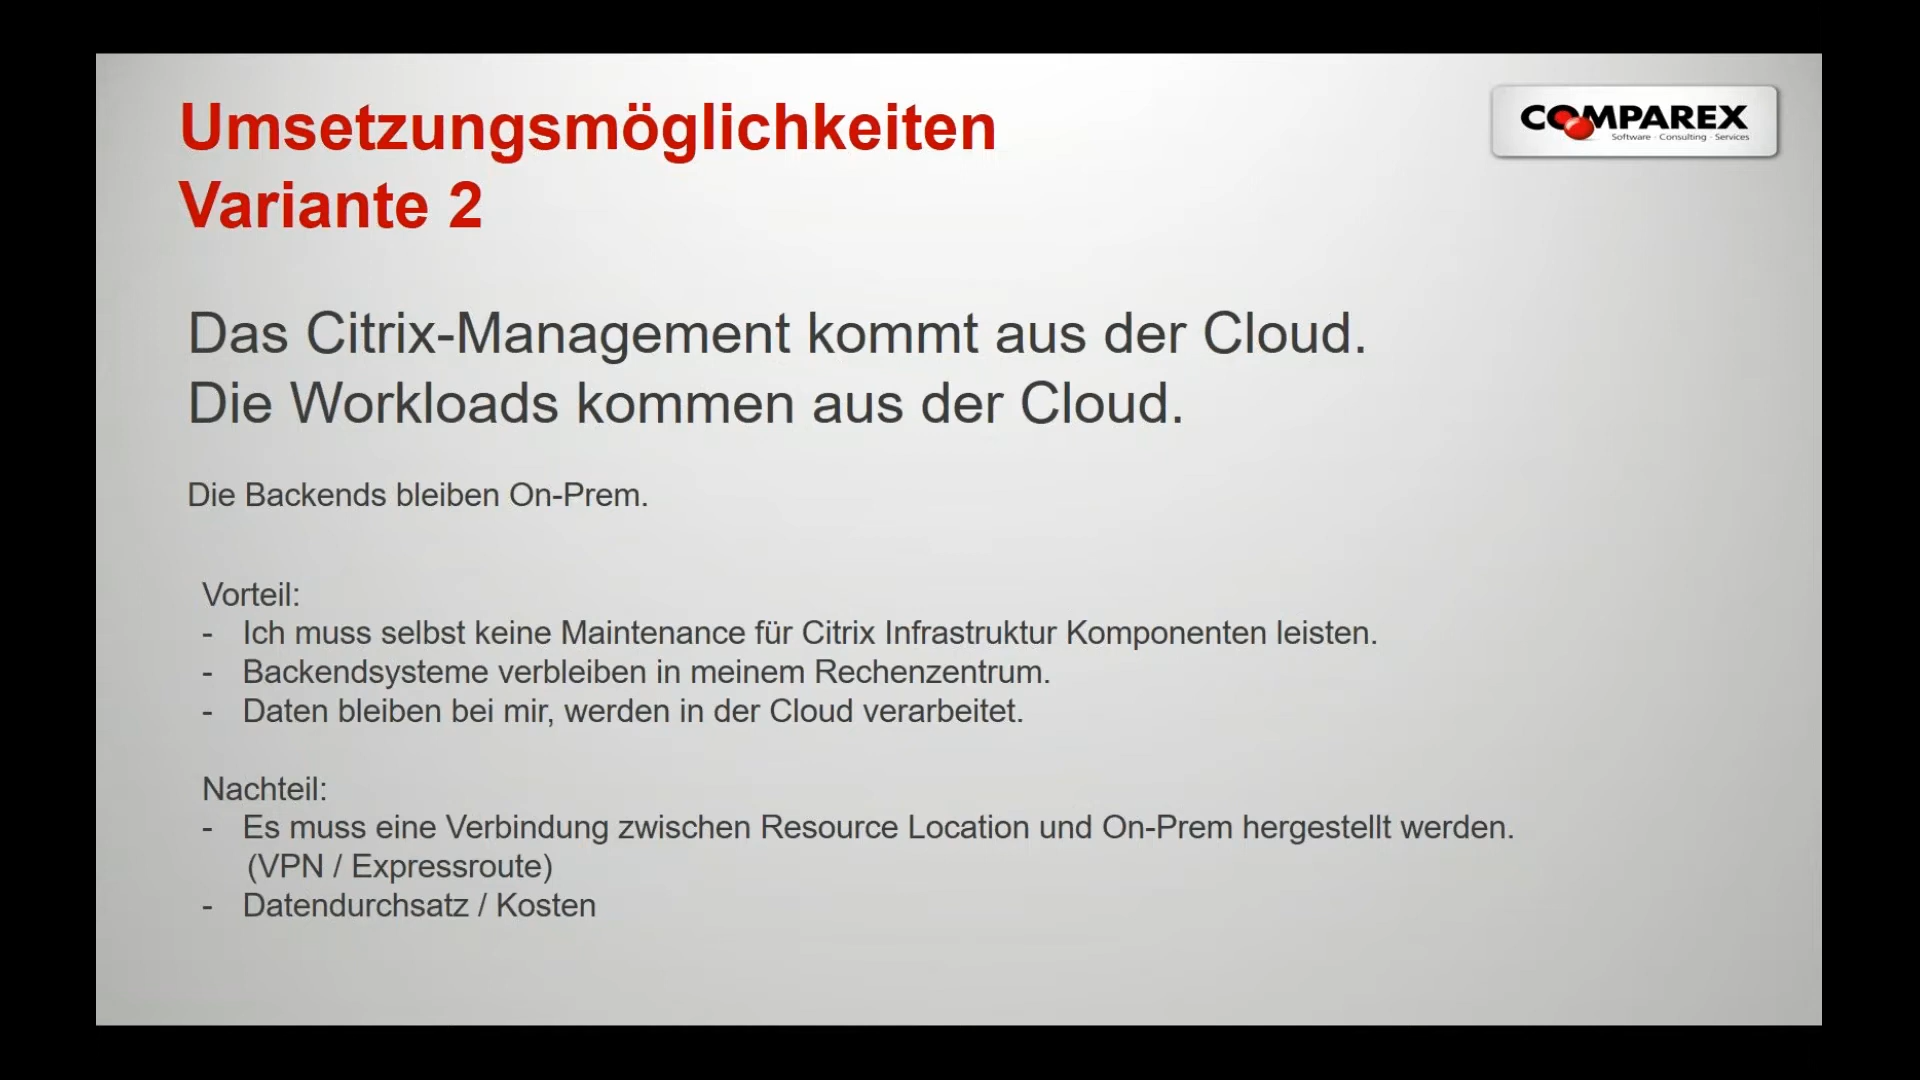 Umsetzungsmöglichkeiten
Variante 2
COMPAREX
Software · Consulting · Services
Das Citrix-Management kommt aus der Cloud.
Die Workloads kommen aus der Cloud.
Die Backends bleiben On-Prem.
Vorteil:
- Ich muss selbst keine Maintenance für Citrix Infrastruktur Komponenten leisten.
- Backendsysteme verbleiben in meinem Rechenzentrum.
- Daten bleiben bei mir, werden in der Cloud verarbeitet.
Nachteil:
- Es muss eine Verbindung zwischen Resource Location und On-Prem hergestellt werden.
(VPN / Expressroute)
- Datendurchsatz / Kosten